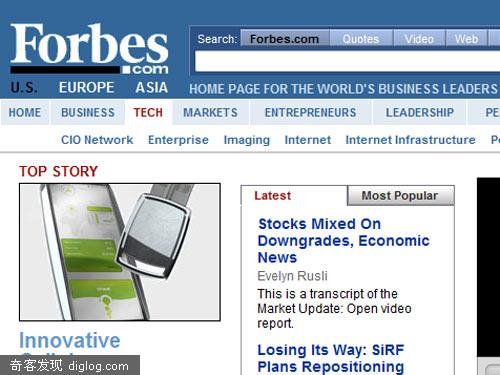 Forbes
.com
Search: Forbes.com Quotes Video Web
U.S. EUROPE ASIA
HOME PAGE FOR THE WORLD'S BUSINESS LEADERS
HOME BUSINESS TECH MARKETS ENTREPRENEURS LEADERSHIP
CIO Network Enterprise Imaging Internet Internet Infrastructure
TOP STORY
Innovative
Latest Most Popular
Stocks Mixed On
Downgrades, Economic
News
Evelyn Rusli
This is a transcript of the
Market Update: Open video
report.
Losing Its Way: SiRF
Plans Repositioning
奇客发现 diglog.com